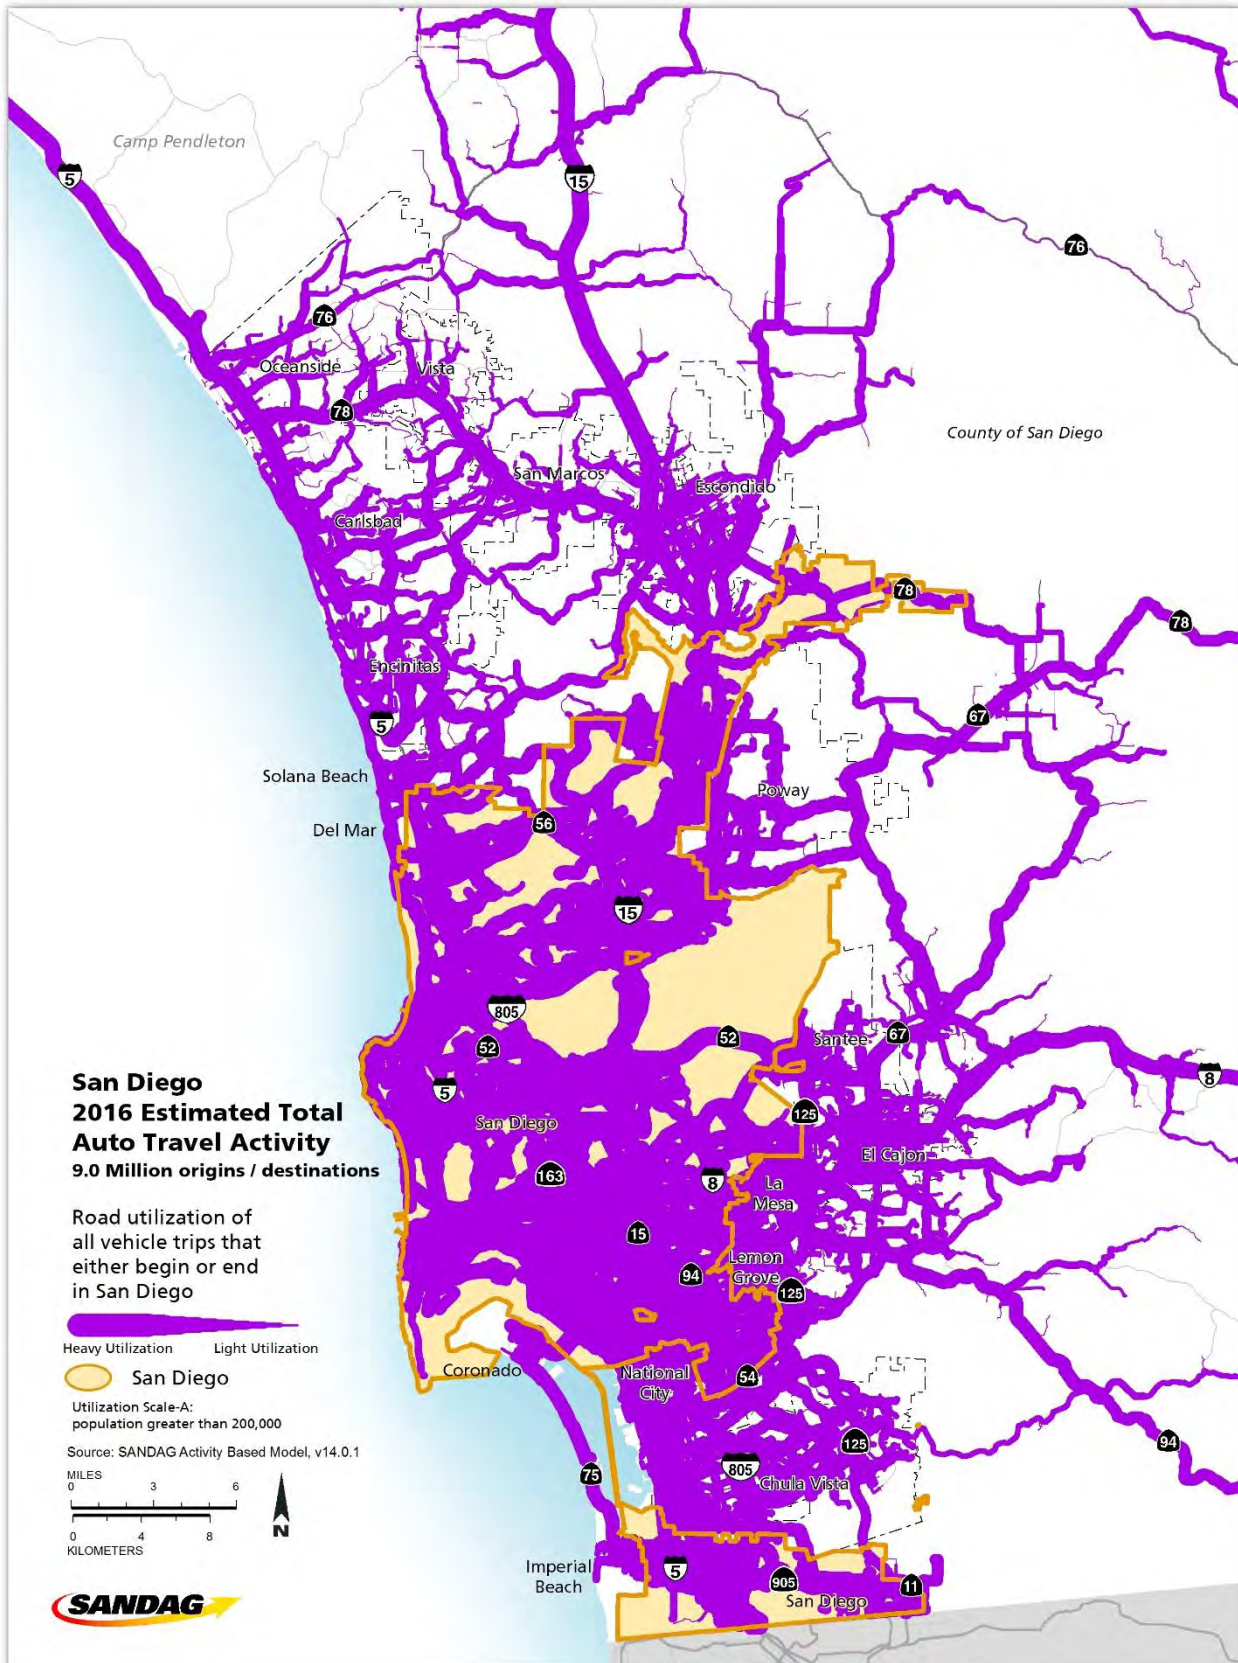 Camp Pendleton
5
15
76
76
Oceanside
Vista
78
County of San Diego
San Marcos
Escondido
Carlsbad
78
78
Encinitas
67
5
Solana Beach
Poway
Del Mar
56
15
805
52
52
Santee
67
8
5
San Diego
125
El Cajon
163
8
La
Mesa
15
94
Lemon
Grove
125
Coronado
National
City
54
125
94
805
Chula Vista
75
Imperial
Beach
5
905
11
San Diego
San Diego
2016 Estimated Total
Auto Travel Activity
9.0 Million origins / destinations
Road utilization of
all vehicle trips that
either begin or end
in San Diego
Heavy Utilization Light Utilization
San Diego
Utilization Scale-A:
population greater than 200,000
Source: SANDAG Activity Based Model, v14.0.1
MILES
0 3 6
0 4 8
KILOMETERS
N
SANDAG